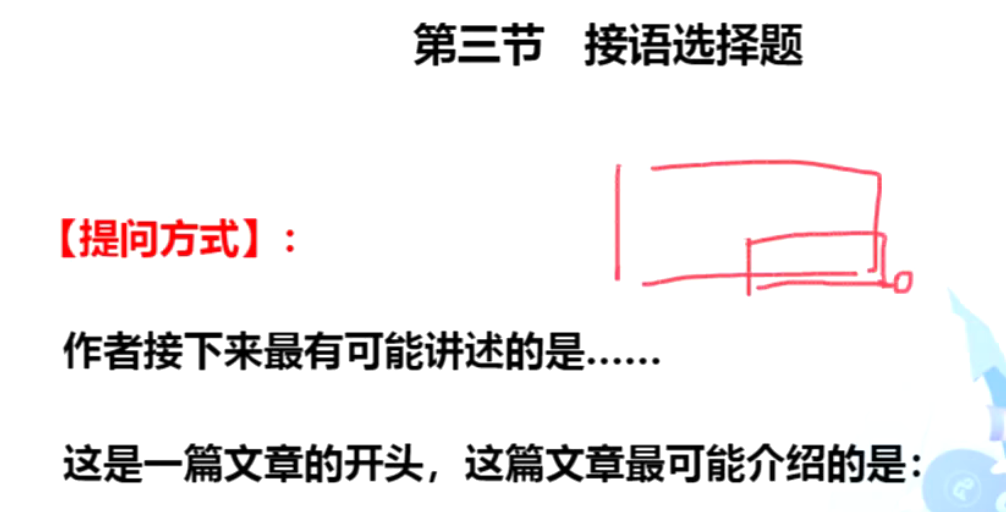 第三节 接语选择题
【提问方式】：
作者接下来最有可能讲述的是……
这是一篇文章的开头，这篇文章最可能介绍的是：